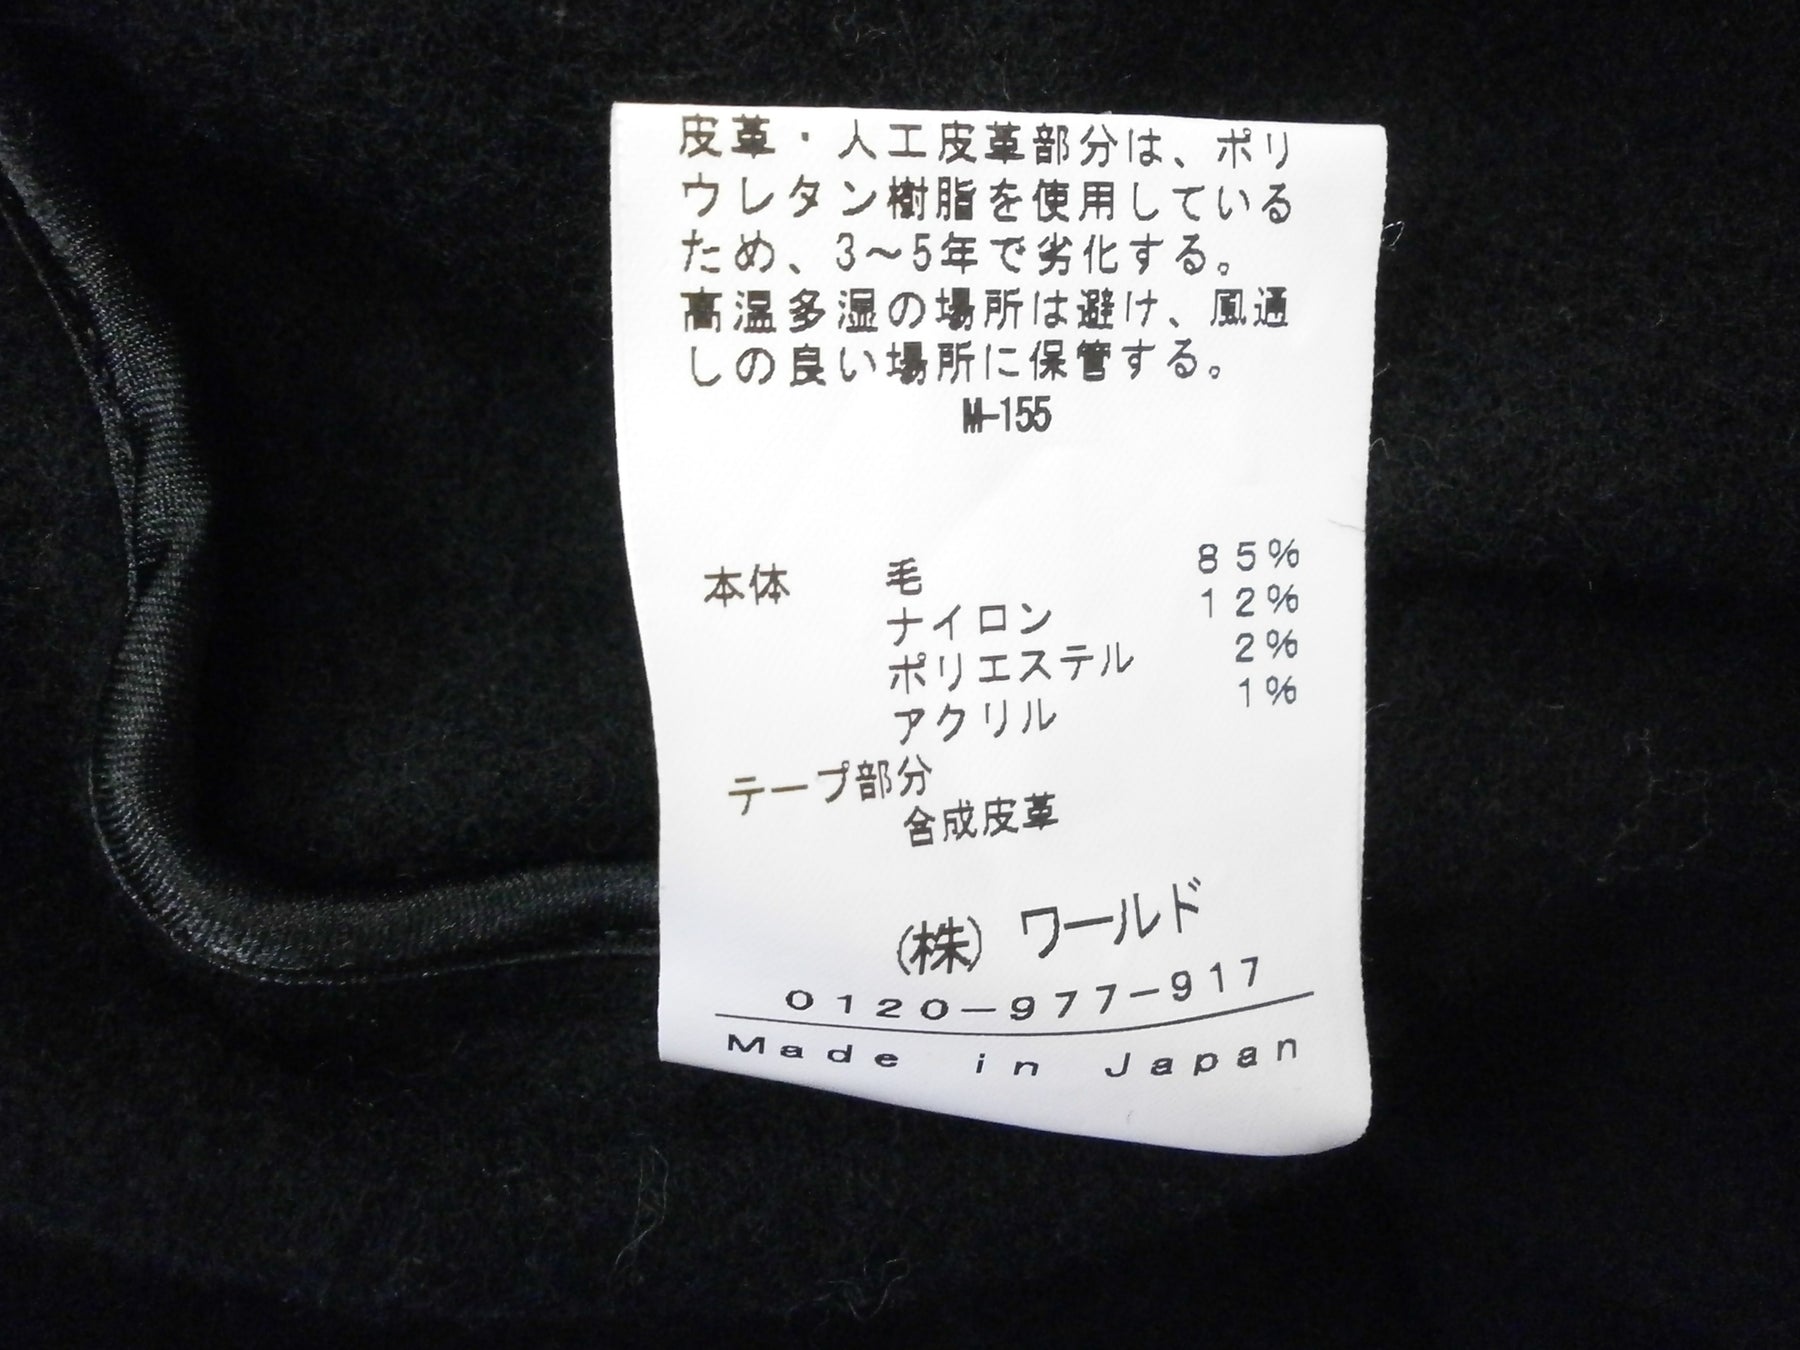 皮革・人工皮革部分は、ポリ
ウレタン樹脂を使用している
ため、3～5年で劣化する。
高温多湿の場所は避け、風通
しの良い場所に保管する。
M-155
本体 毛 85%
ナイロン 12%
ポリエステル 2%
アクリル 1%
テープ部分
合成皮革
(株) ワールド
0120-977-917
Made in Japan